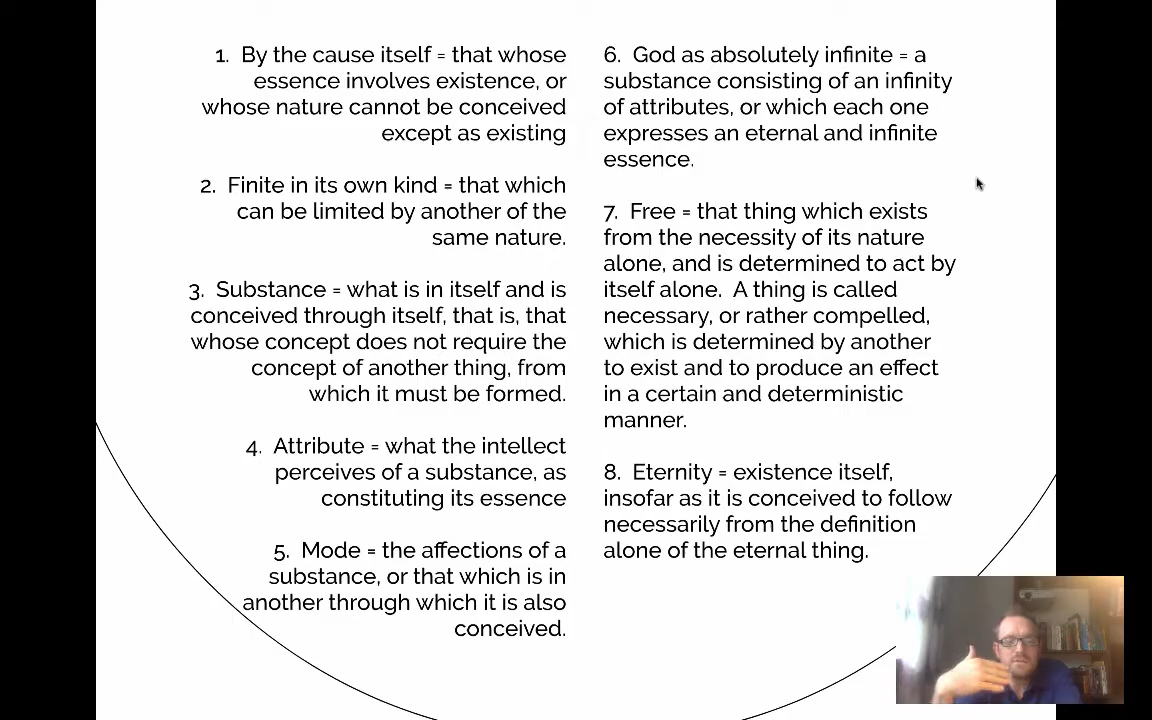 1. By the cause itself = that whose
essence involves existence, or
whose nature cannot be conceived
except as existing
2. Finite in its own kind = that which
can be limited by another of the
same nature.
3. Substance = what is in itself and is
conceived through itself, that is, that
whose concept does not require the
concept of another thing, from
which it must be formed.
4. Attribute = what the intellect
perceives of a substance, as
constituting its essence
5. Mode = the affections of a
substance, or that which is in
another through which it is also
conceived.
6. God as absolutely infinite = a
substance consisting of an infinity
of attributes, or which each one
expresses an eternal and infinite
essence.
7. Free = that thing which exists
from the necessity of its nature
alone, and is determined to act by
itself alone. A thing is called
necessary, or rather compelled,
which is determined by another
to exist and to produce an effect
in a certain and deterministic
manner.
8. Eternity = existence itself,
insofar as it is conceived to follow
necessarily from the definition
alone of the eternal thing.